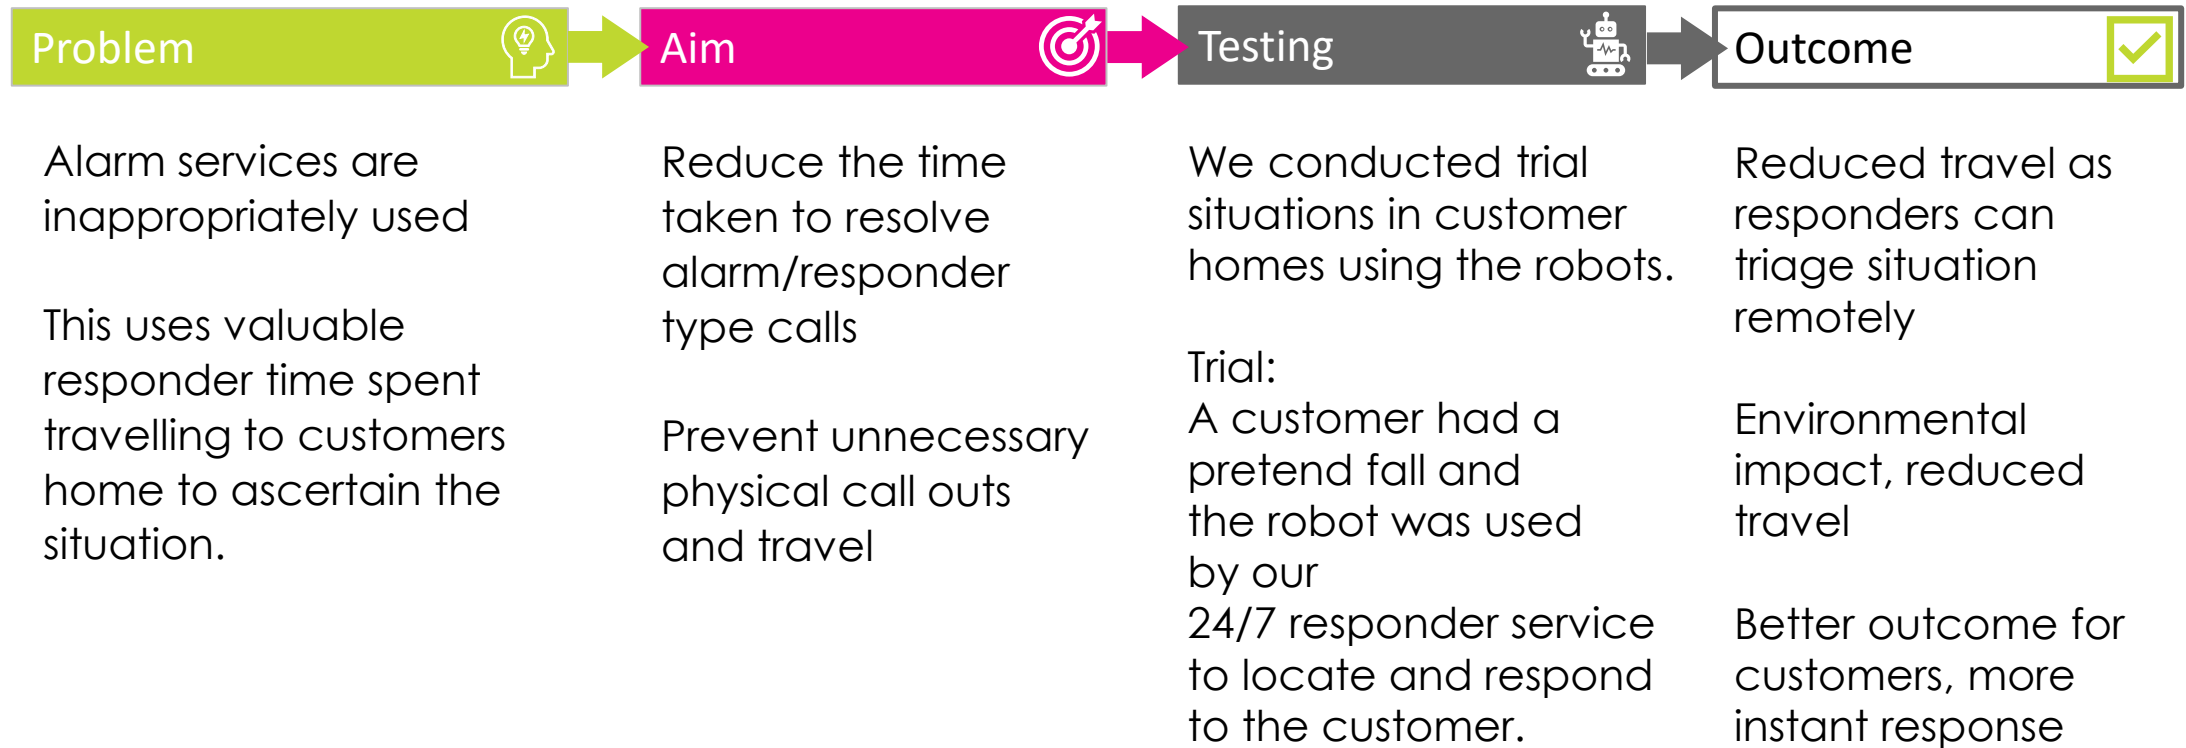 Problem
Alarm services are
inappropriately used
This uses valuable
responder time spent
travelling to customers
home to ascertain the
situation.
Aim
Reduce the time
taken to resolve
alarm/responder
type calls
Prevent unnecessary
physical call outs
and travel
Testing
We conducted trial
situations in customer
homes using the robots.
Trial:
A customer had a
pretend fall and
the robot was used
by our
24/7 responder service
to locate and respond
to the customer.
Outcome
Reduced travel as
responders can
triage situation
remotely
Environmental
impact, reduced
travel
Better outcome for
customers, more
instant response